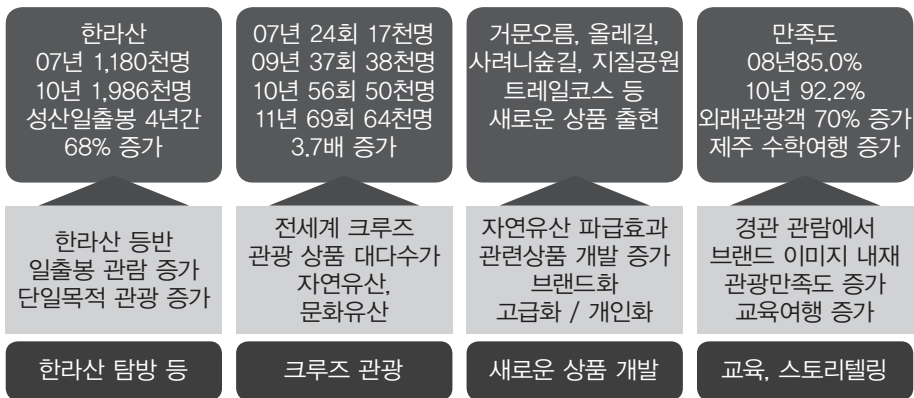 한라산
07년 1,180천명
10년 1,986천명
성산일출봉 4년간
68% 증가
07년 24회 17천명
09년 37회 38천명
10년 56회 50천명
11년 69회 64천명
3.7배 증가
거문오름, 올레길,
사려니숲길, 지질공원
트레일코스 등
새로운 상품 출현
만족도
08년85.0%
10년 92.2%
외래관광객 70% 증가
제주 수학여행 증가
한라산 등반
일출봉 관람 증가
단일목적 관광 증가
전세계 크루즈
관광 상품 대다수가
자연유산,
문화유산
자연유산 파급효과
관련상품 개발 증가
브랜드화
고급화 / 개인화
경관 관람에서
브랜드 이미지 내재
관광만족도 증가
교육여행 증가
한라산 탐방 등
크루즈 관광
새로운 상품 개발
교육, 스토리텔링